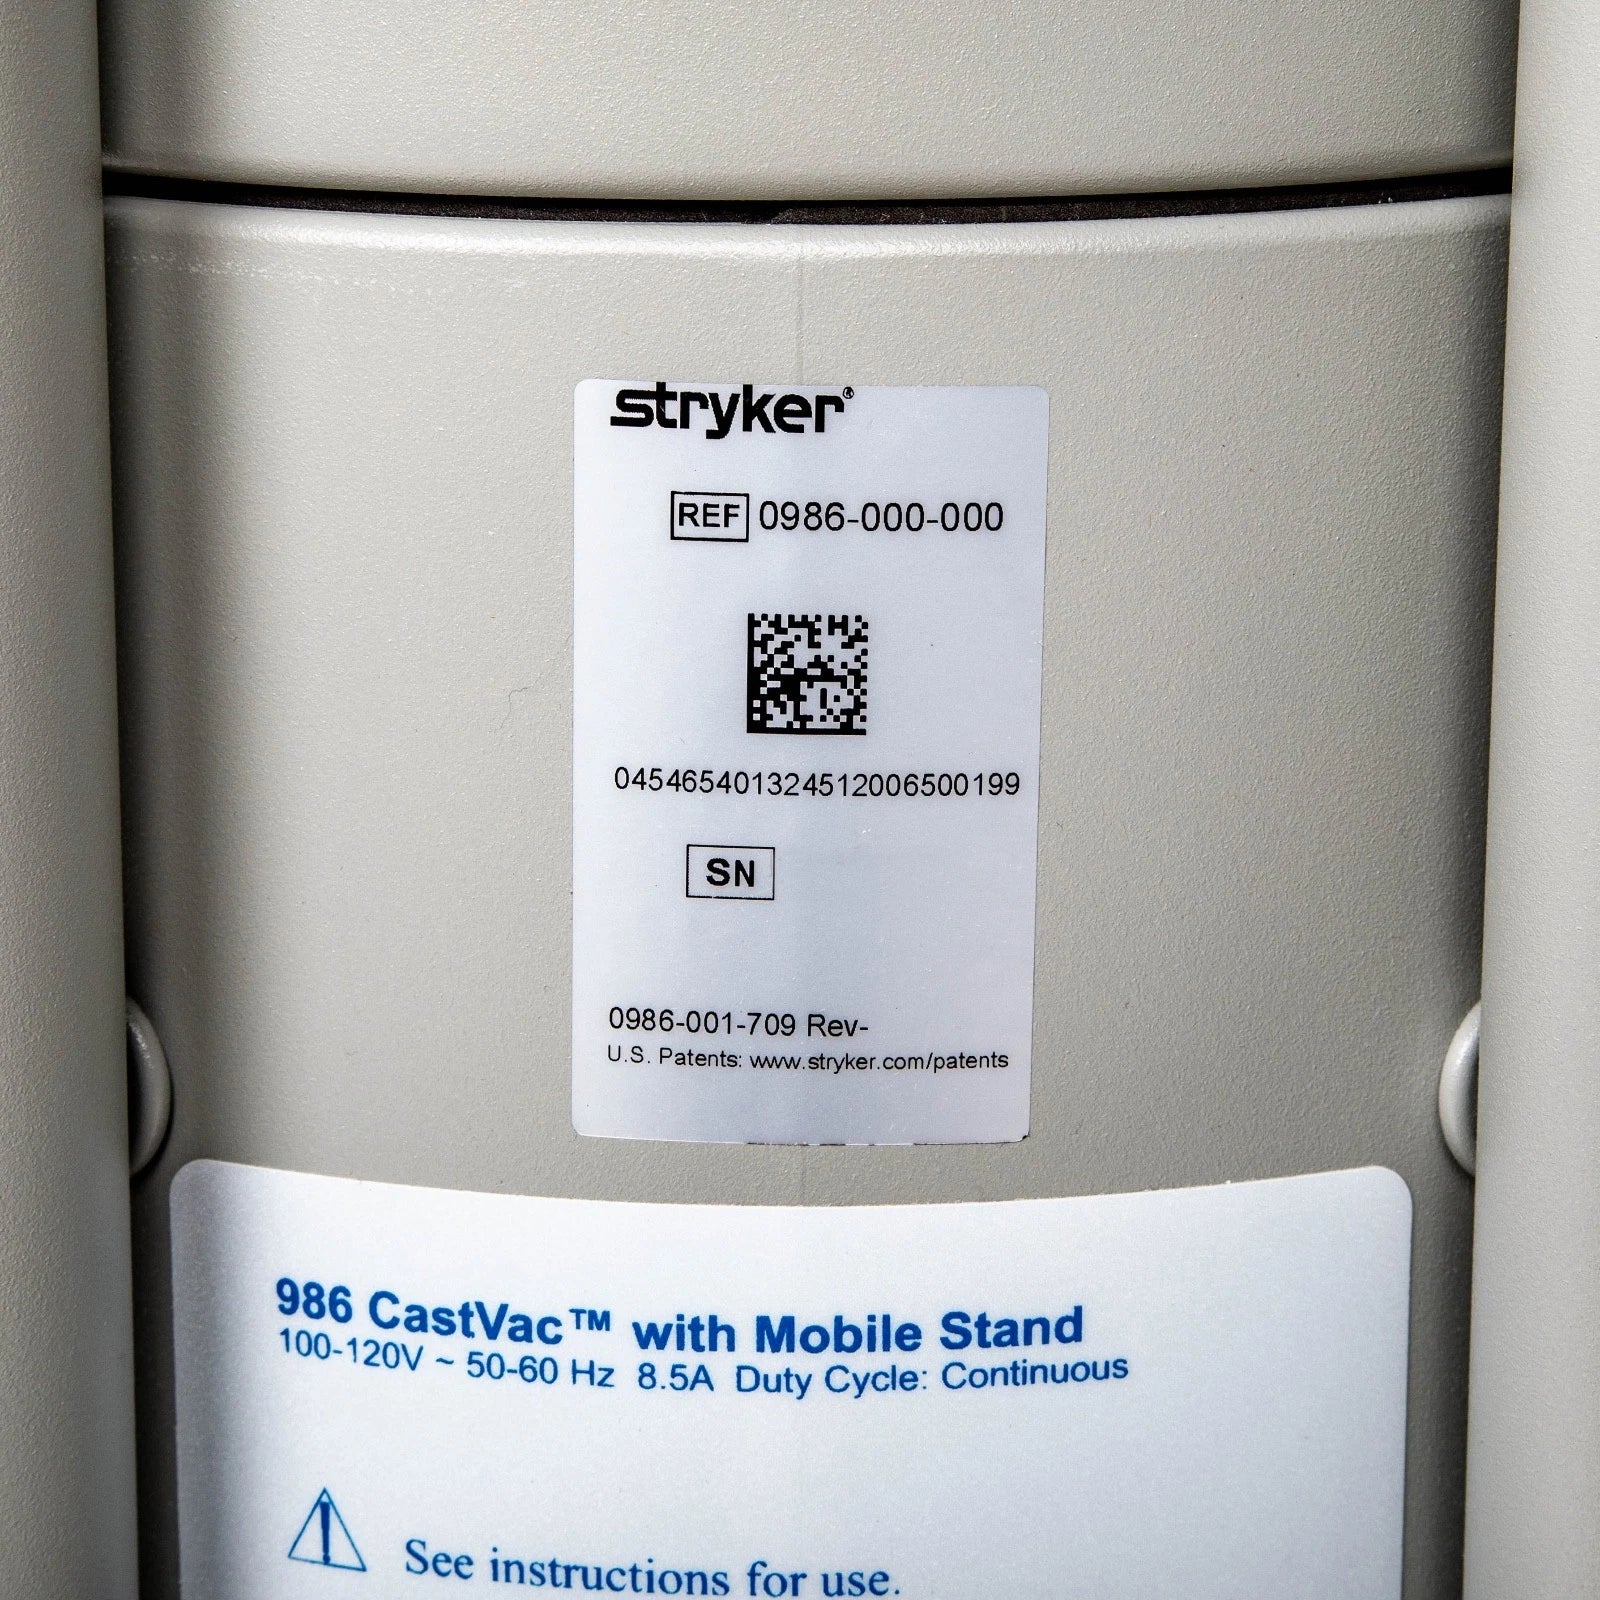 stryker®
REF 0986-000-000
045465401324512006500199
SN
0986-001-709 Rev-
U.S. Patents: www.stryker.com/patents
986 CastVac™ with Mobile Stand
100-120V ~ 50-60 Hz 8.5A Duty Cycle: Continuous
See instructions for use.